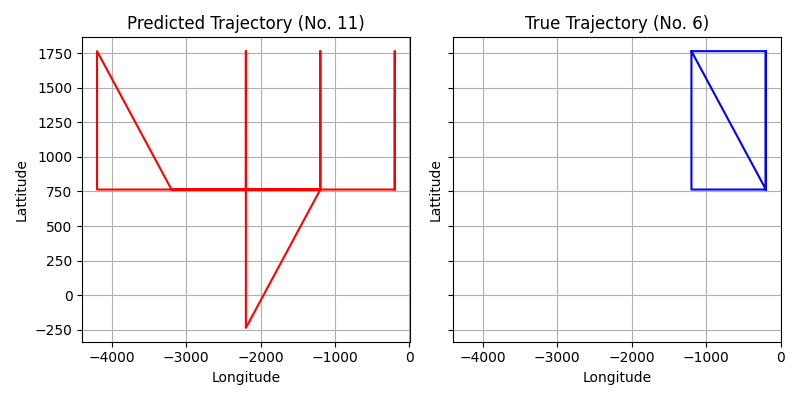 Predicted Trajectory (No. 11)
True Trajectory (No. 6)
1750
1500
1250
1000
750
500
250
0
−250
Lattitude
Lattitude
−4000 −3000 −2000 −1000 0
−4000 −3000 −2000 −1000 0
Longitude
Longitude